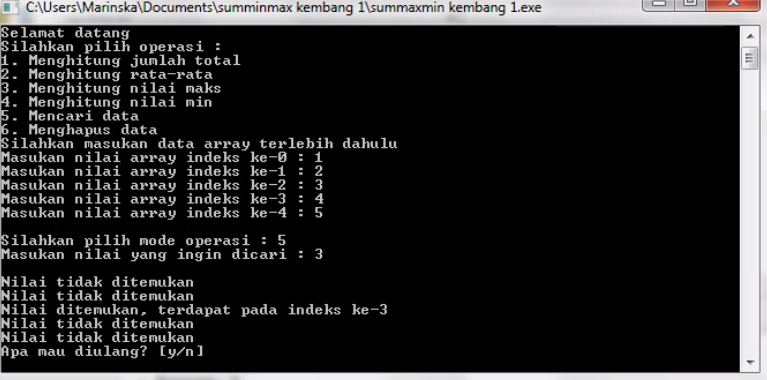 C:\Users\Marinska\Documents\summinmax kembang 1\summaxmin kembang 1.exe
Selamat datang
Silahkan pilih operasi :
1. Menghitung jumlah total
2. Menghitung rata-rata
3. Menghitung nilai maks
4. Menghitung nilai min
5. Mencari data
6. Menghapus data
Silahkan masukan data array terlebih dahulu
Masukan nilai array indeks ke-0 : 1
Masukan nilai array indeks ke-1 : 2
Masukan nilai array indeks ke-2 : 3
Masukan nilai array indeks ke-3 : 4
Masukan nilai array indeks ke-4 : 5
Silahkan pilih mode operasi : 5
Masukan nilai yang ingin dicari : 3
Nilai tidak ditemukan
Nilai tidak ditemukan
Nilai ditemukan, terdapat pada indeks ke-3
Nilai tidak ditemukan
Nilai tidak ditemukan
Apa mau diulang? [y/n]